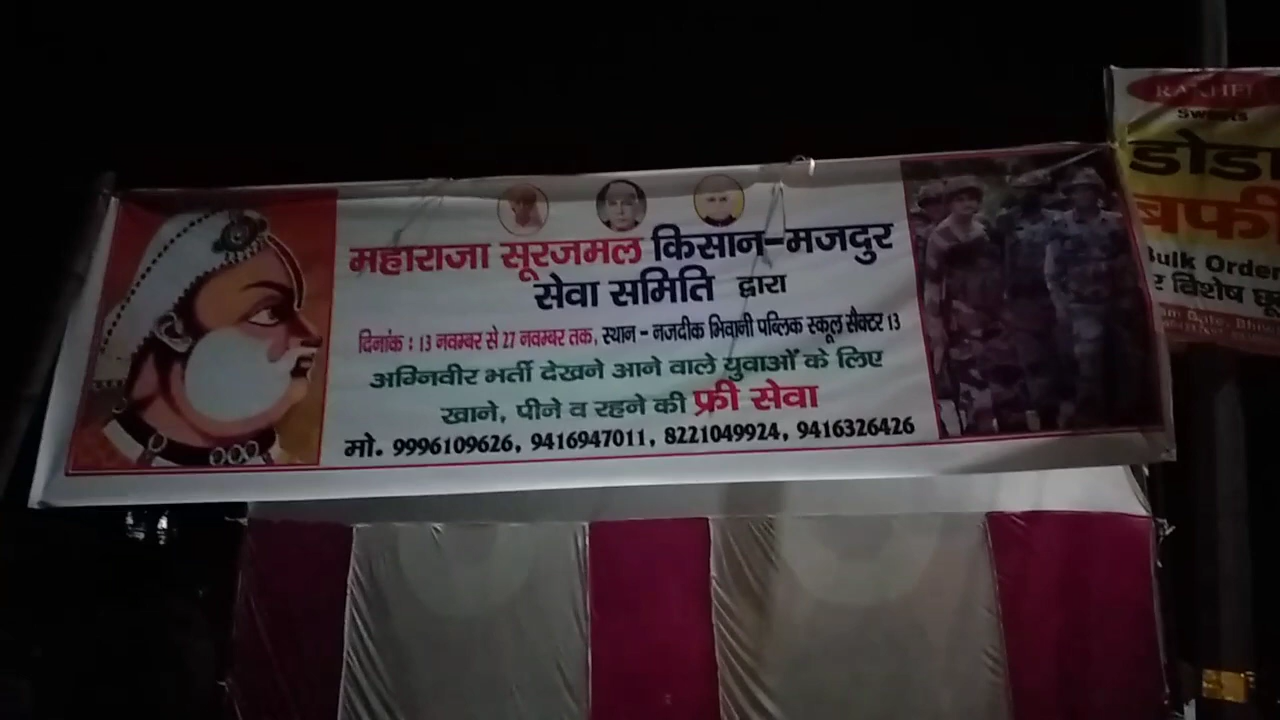 महाराजा सूरजमल किसान-मजदुर
सेवा समिति द्वारा
दिनांक : 13 नवम्बर से 27 नवम्बर तक, स्थान - नजदीक भिवानी पब्लिक स्कूल सैक्टर 13
अग्निवीर भर्ती देखने आने वाले युवाओं के लिए
खाने, पीने व रहने की फ्री सेवा
मो. 9996109626, 9416947011, 8221049924, 9416326426
Sweets
डोडा
बर्फी
Bulk Order
विशेष छू